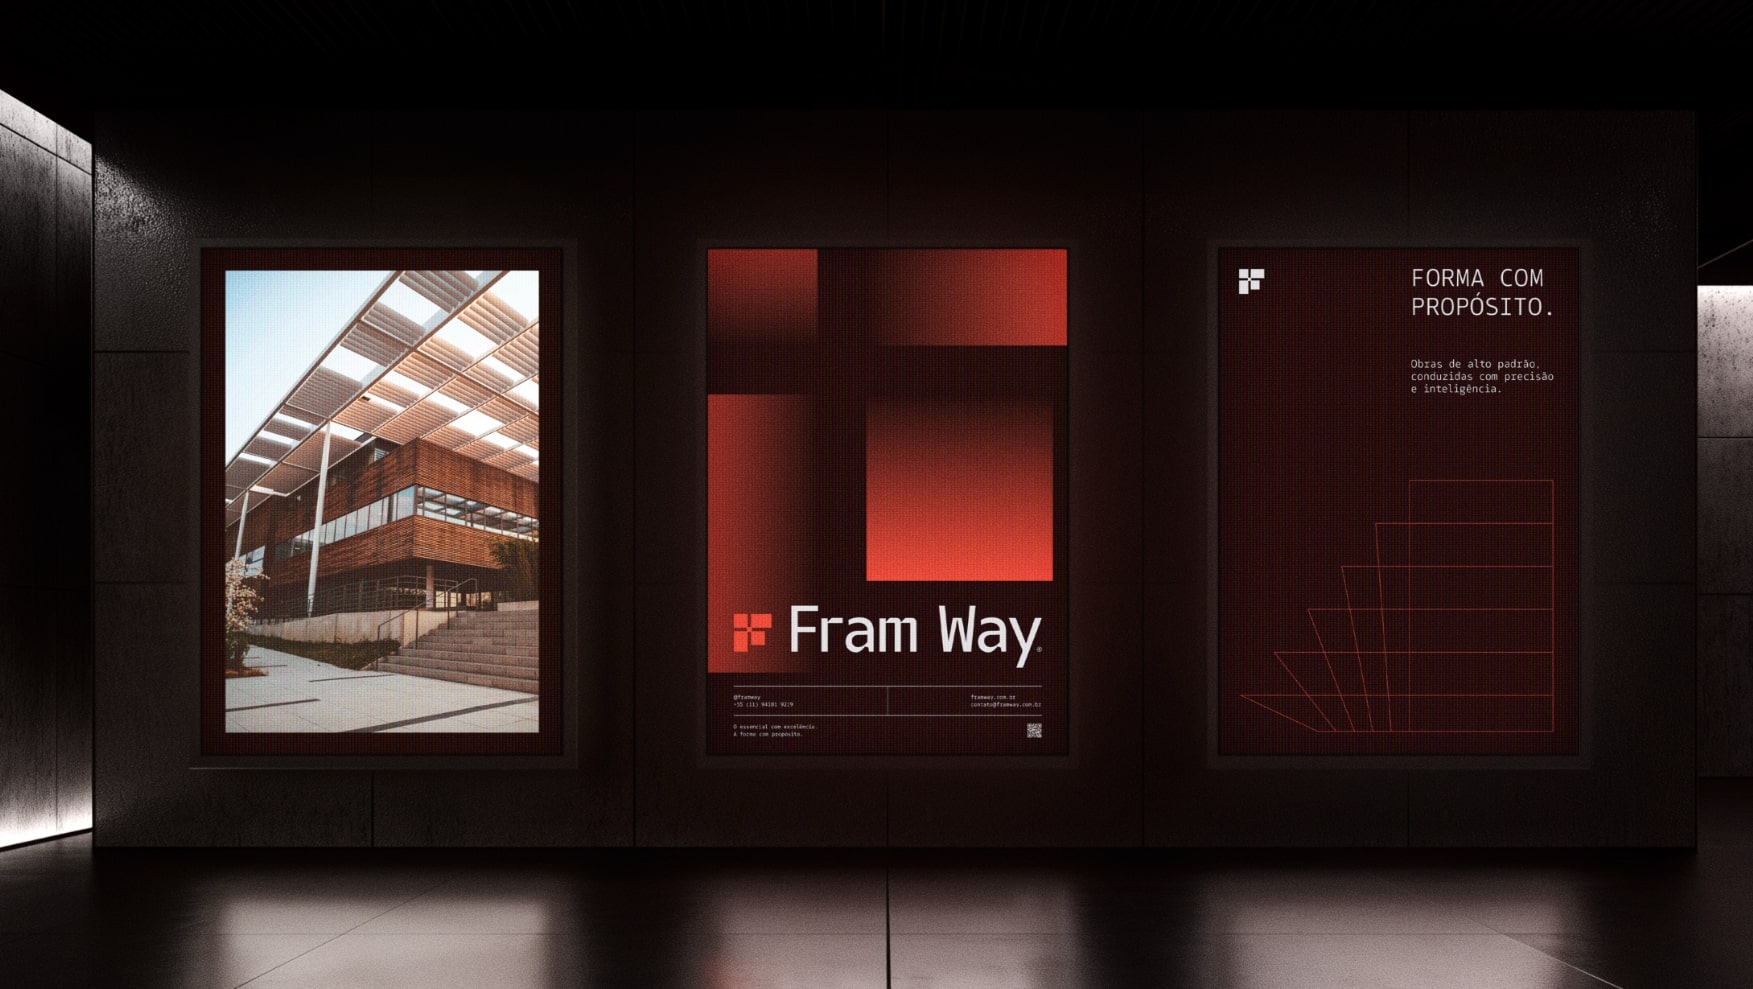 Fram Way
@framway
+55 (11) 94181 9219
framway.com.br
contato@framway.com.br
O essencial com excelência.
A forma com propósito.
FORMA COM
PROPÓSITO.
Obras de alto padrão,
conduzidas com precisão
e inteligência.